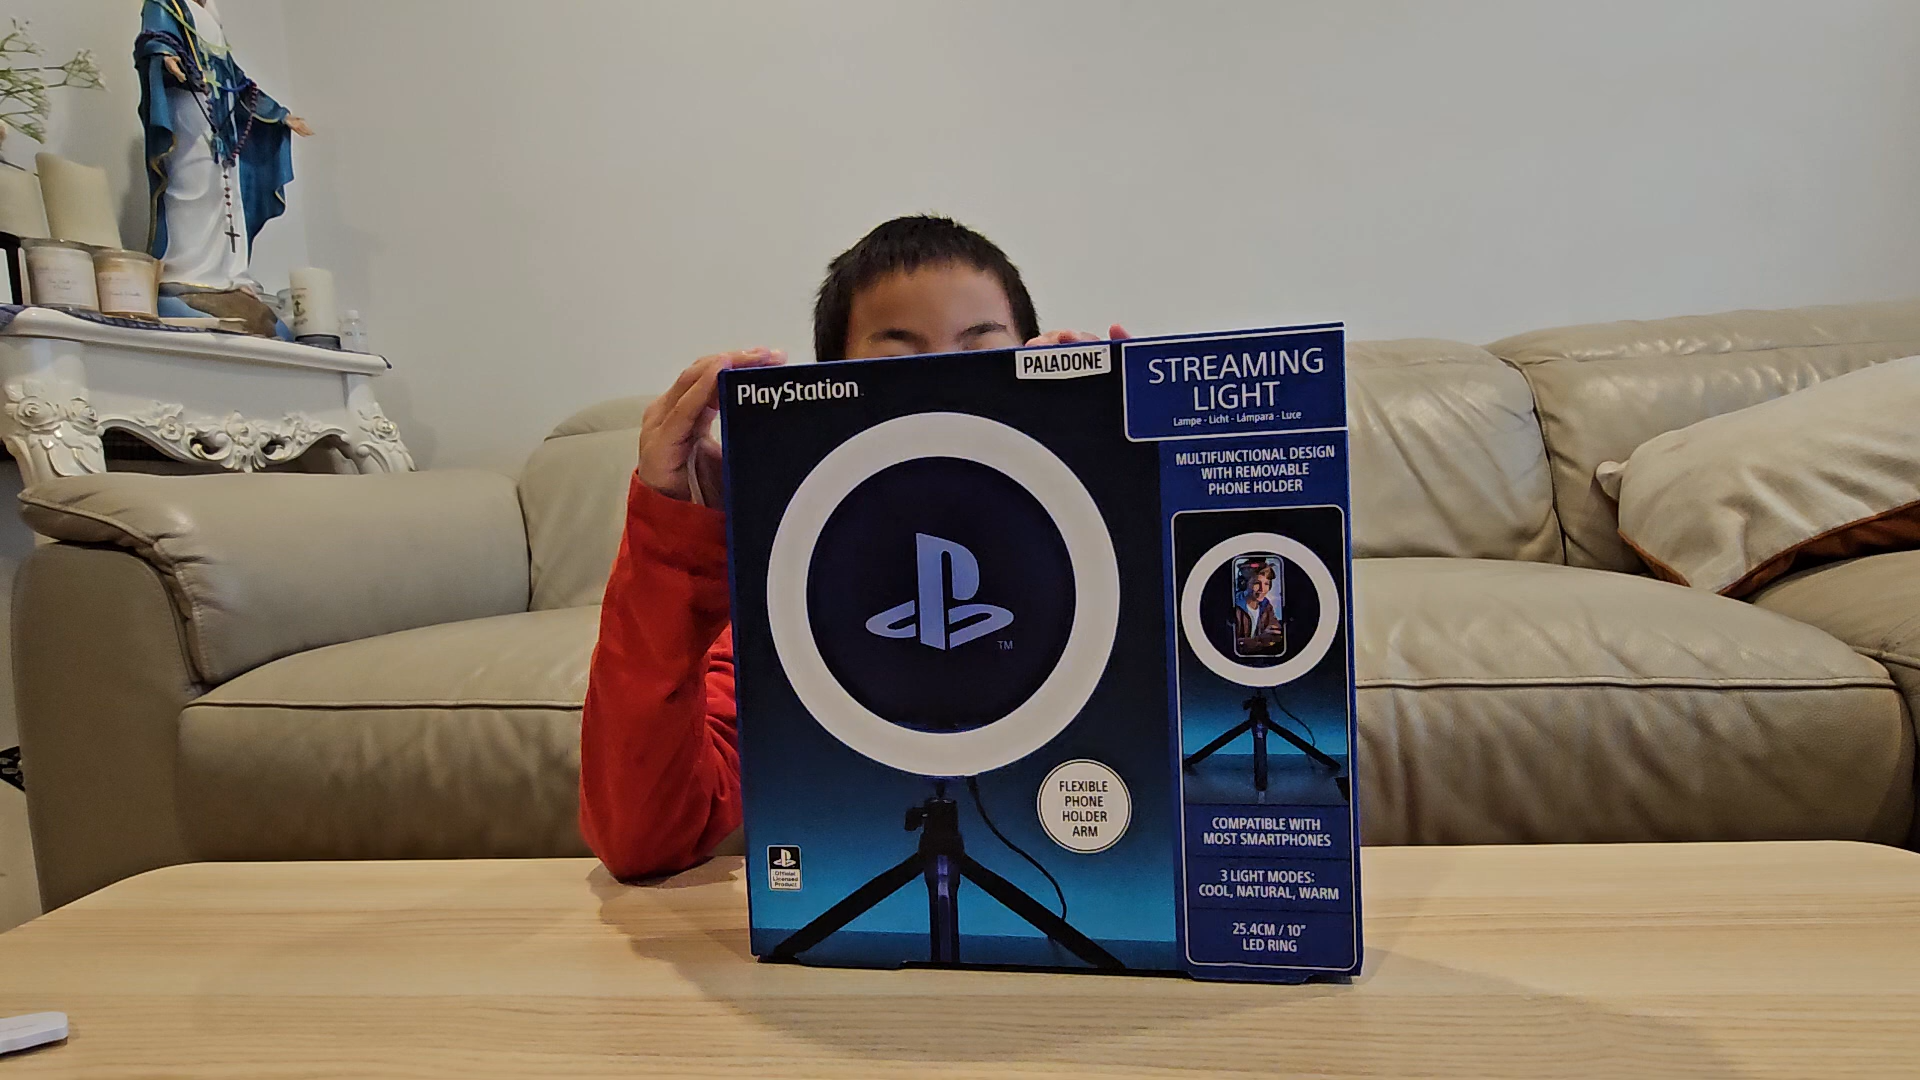 PlayStation
PALADONE
STREAMING
LIGHT
Lampe - Licht - Lámpara - Luce
MULTIFUNCTIONAL DESIGN
WITH REMOVABLE
PHONE HOLDER
TM
FLEXIBLE
PHONE
HOLDER
ARM
Official
Licensed
Product
COMPATIBLE WITH
MOST SMARTPHONES
3 LIGHT MODES:
COOL, NATURAL, WARM
25.4CM / 10"
LED RING